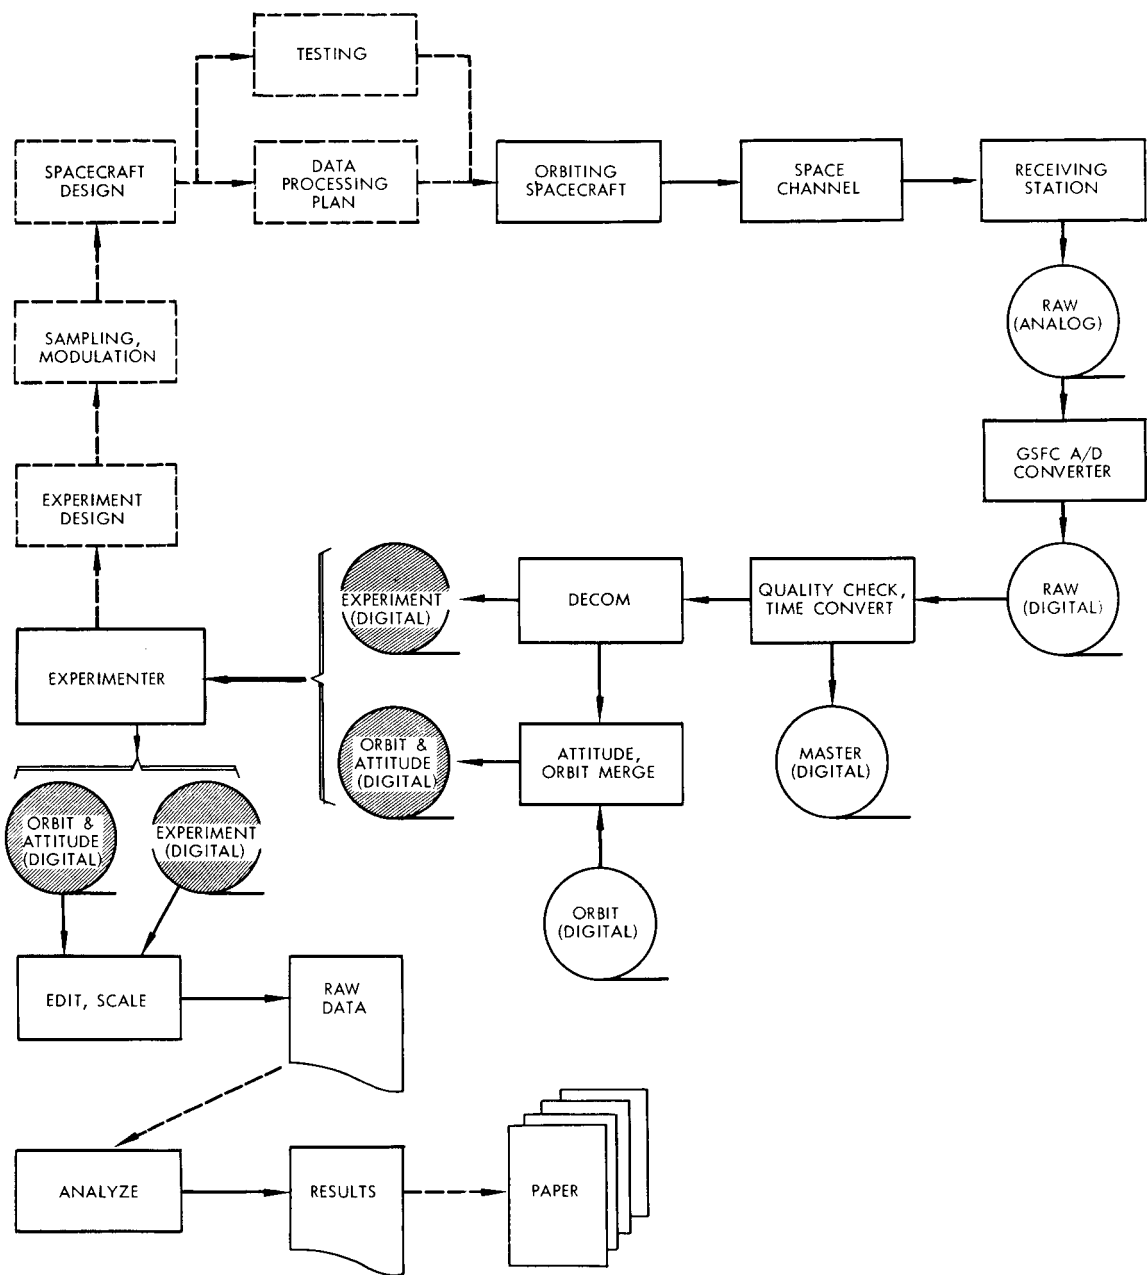 TESTING
SPACECRAFT
DESIGN
DATA
PROCESSING
PLAN
ORBITING
SPACECRAFT
SPACE
CHANNEL
RECEIVING
STATION
RAW
(ANALOG)
SAMPLING,
MODULATION
GSFC A/D
CONVERTER
EXPERIMENT
DESIGN
EXPERIMENT
(DIGITAL)
DECOM
QUALITY CHECK,
TIME CONVERT
RAW
(DIGITAL)
EXPERIMENTER
ORBIT &
ATTITUDE
(DIGITAL)
ATTITUDE,
ORBIT MERGE
MASTER
(DIGITAL)
ORBIT &
ATTITUDE
(DIGITAL)
EXPERIMENT
(DIGITAL)
ORBIT
(DIGITAL)
EDIT, SCALE
RAW
DATA
ANALYZE
RESULTS
PAPER